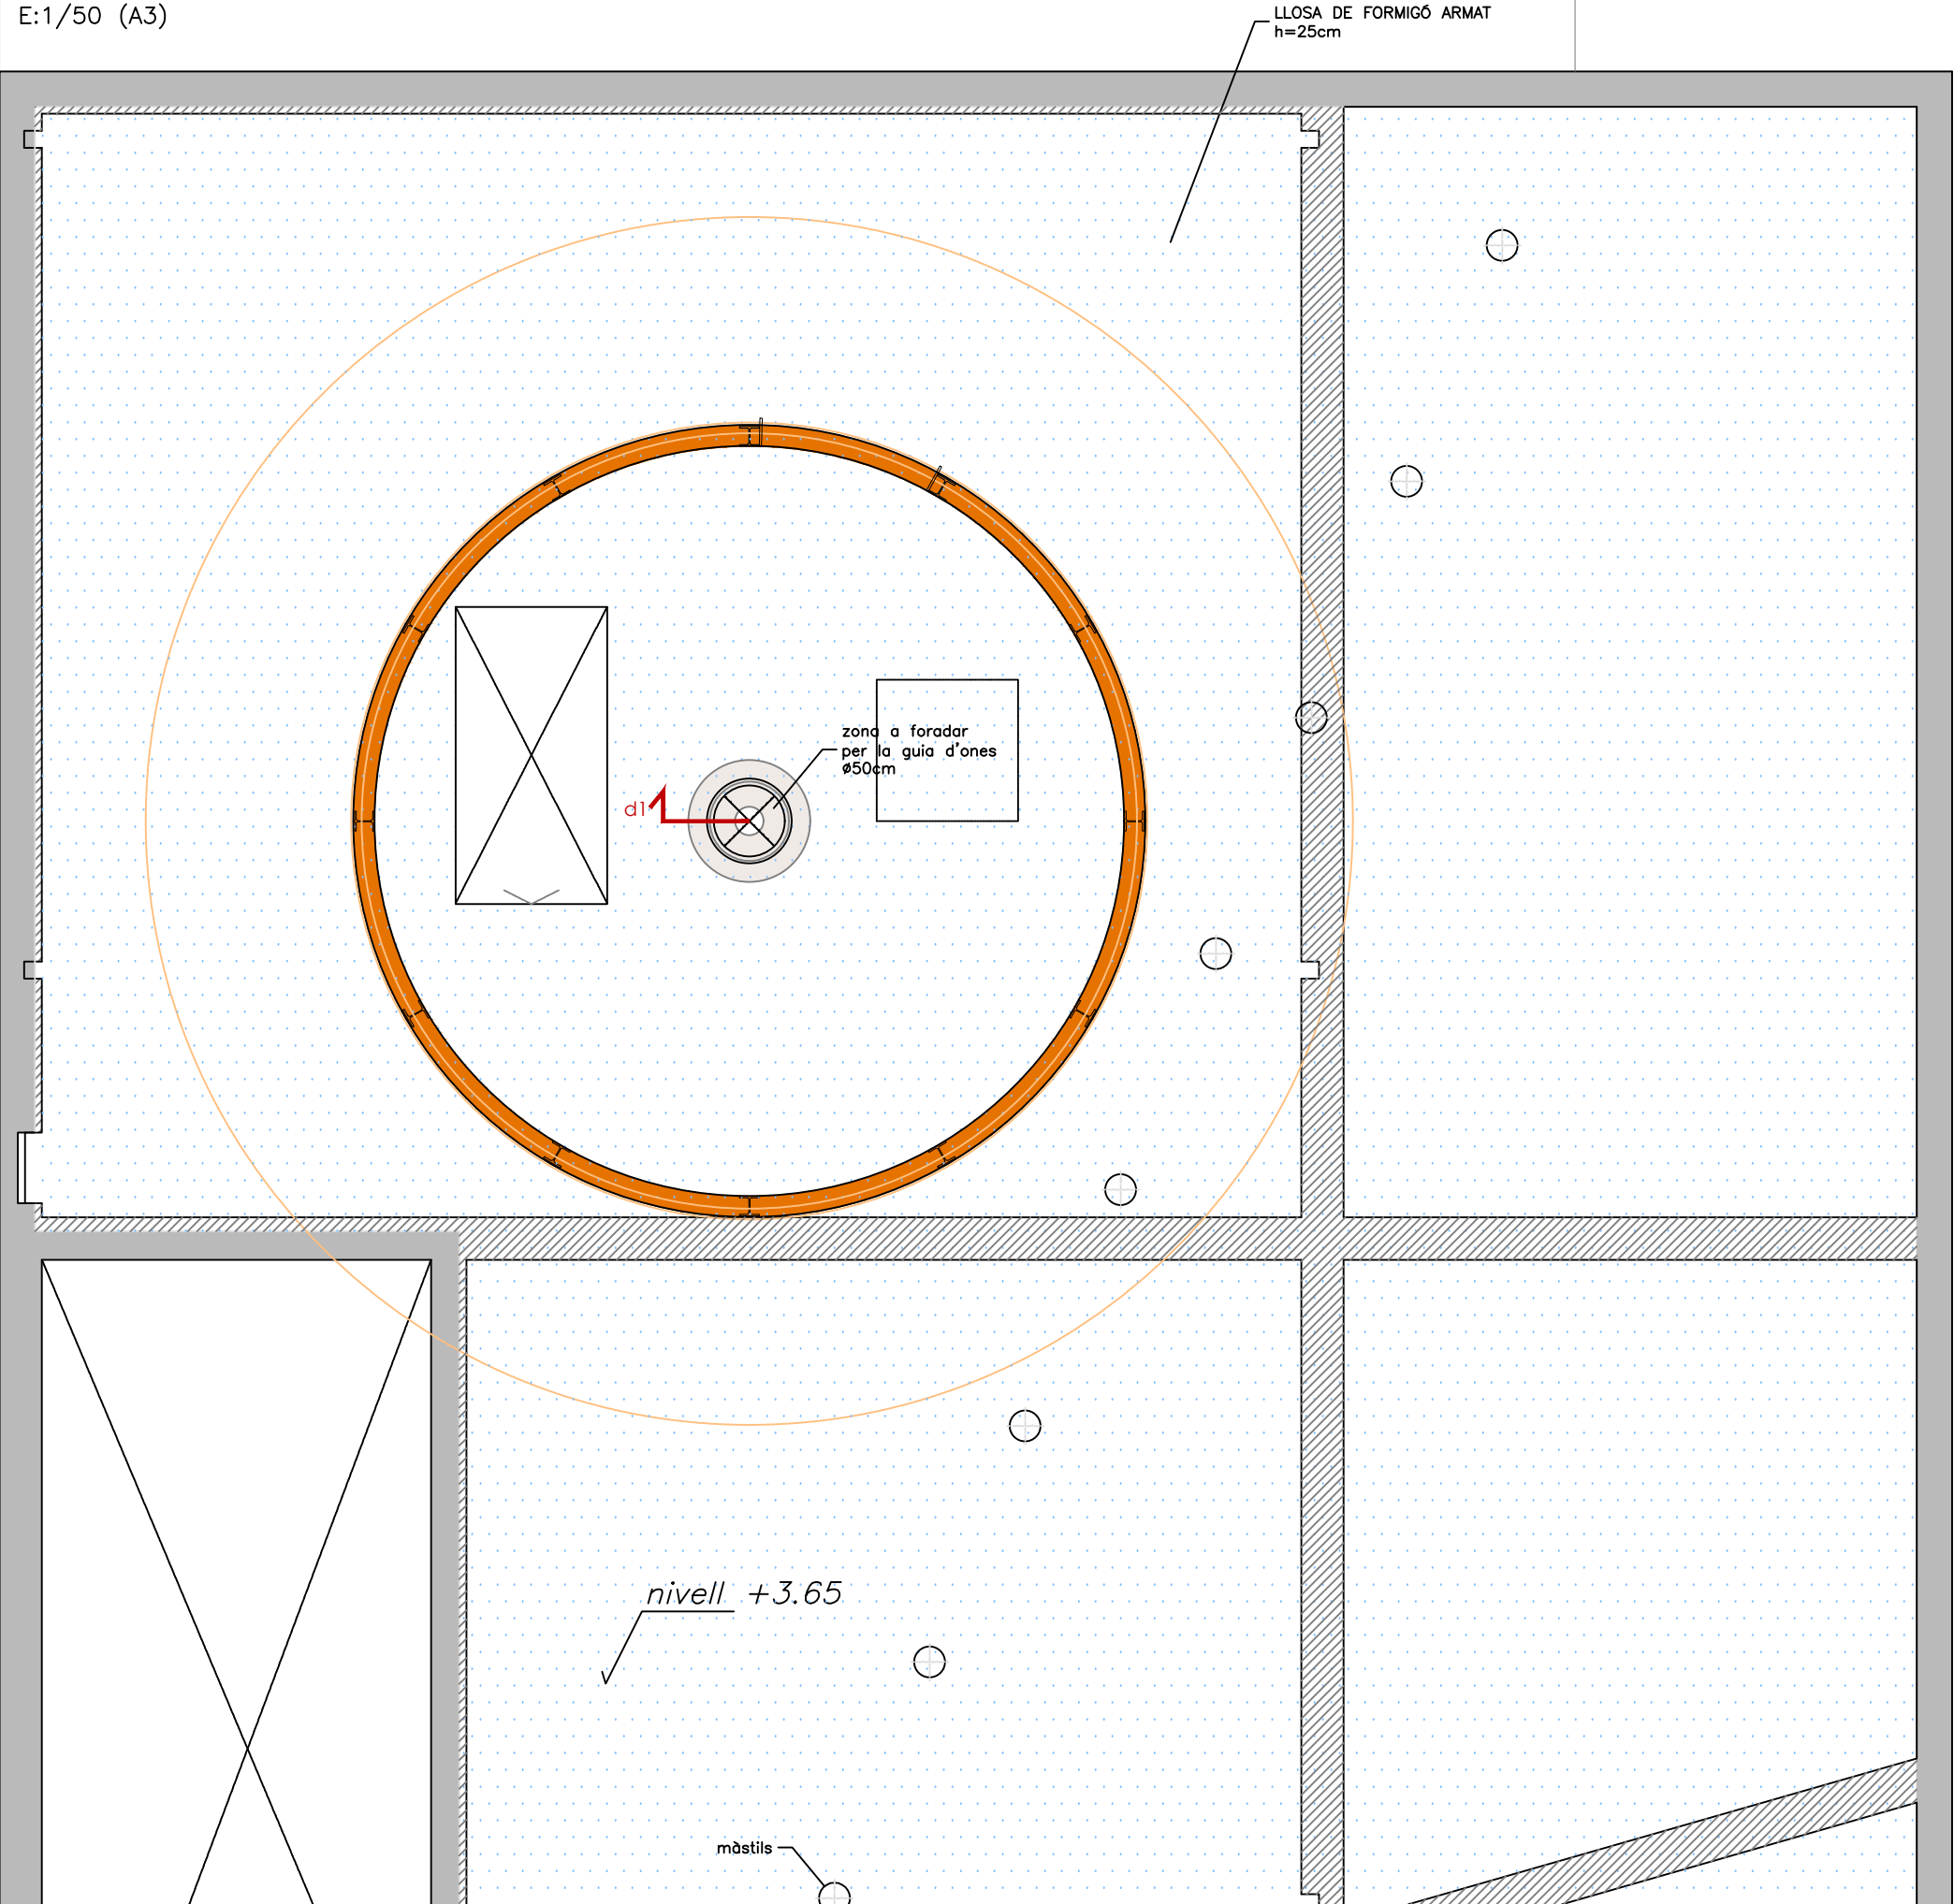 E:1/50 (A3)
LLOSA DE FORMIGÓ ARMAT
h=25cm
zona a foradar
per la guia d'ones
ø50cm
d1
nivell +3.65
màstils